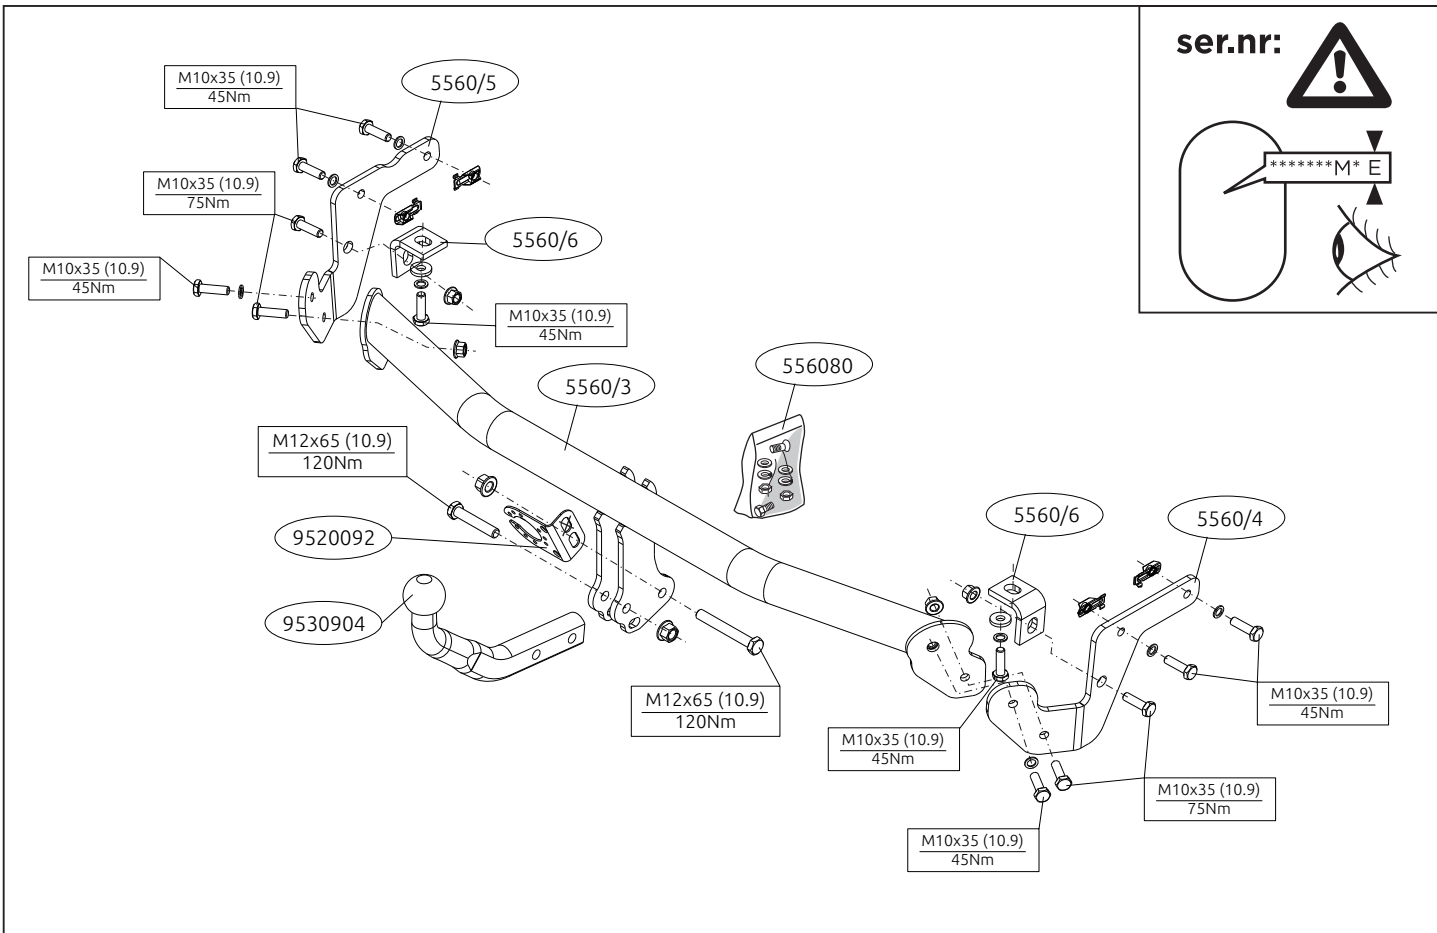 ser.nr:
*******M* E
M10x35 (10.9)
45Nm
5560/5
M10x35 (10.9)
75Nm
5560/6
M10x35 (10.9)
45Nm
M10x35 (10.9)
45Nm
5560/3
556080
M12x65 (10.9)
120Nm
9520092
9530904
5560/6
5560/4
M12x65 (10.9)
120Nm
M10x35 (10.9)
45Nm
M10x35 (10.9)
45Nm
M10x35 (10.9)
75Nm
M10x35 (10.9)
45Nm